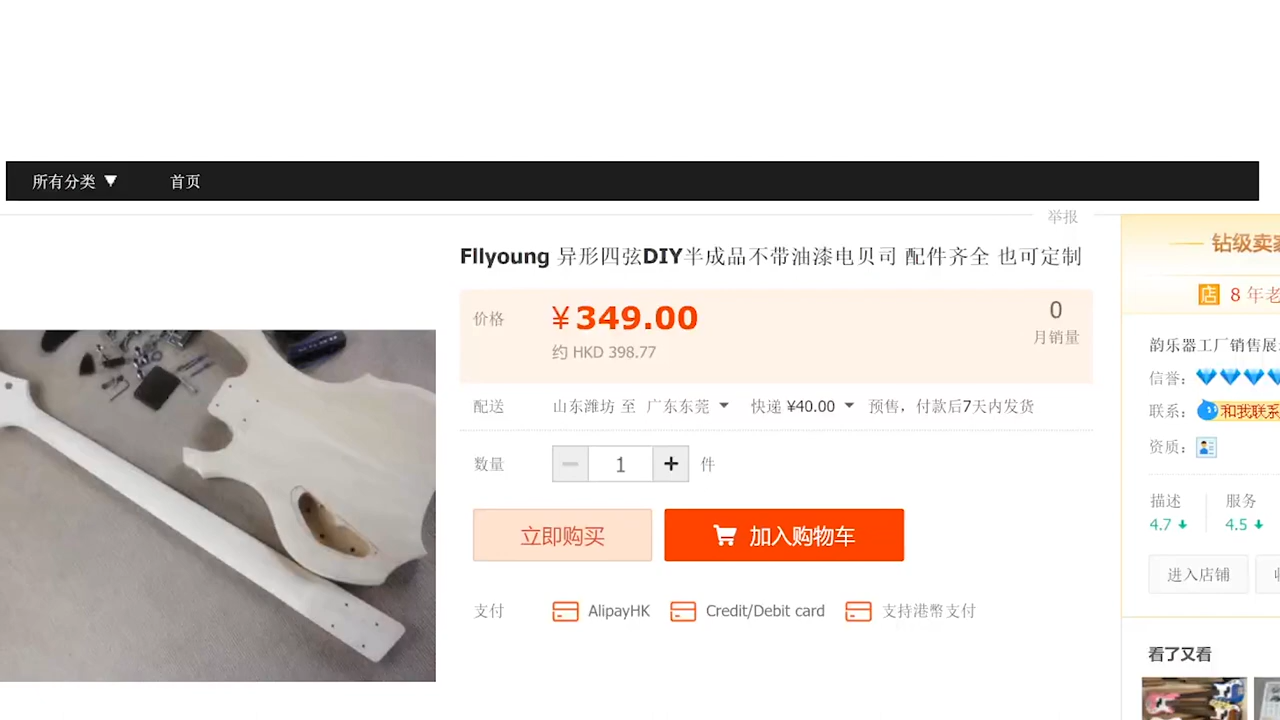 所有分类 ▼ 首页
举报
Fllyoung 异形四弦DIY半成品不带油漆电贝司 配件齐全 也可定制
价格 ¥349.00 0
约 HKD 398.77 月销量
配送 山东潍坊 至 广东东莞 快递 ¥40.00 预售，付款后7天内发货
数量 1 件
立即购买 加入购物车
支付 AlipayHK Credit/Debit card 支持港幣支付
钻级卖家
店 8 年老
韵乐器工厂销售展
信誉：
联系： 和我联系
资质：
描述 服务
4.7 4.5
进入店铺
看了又看